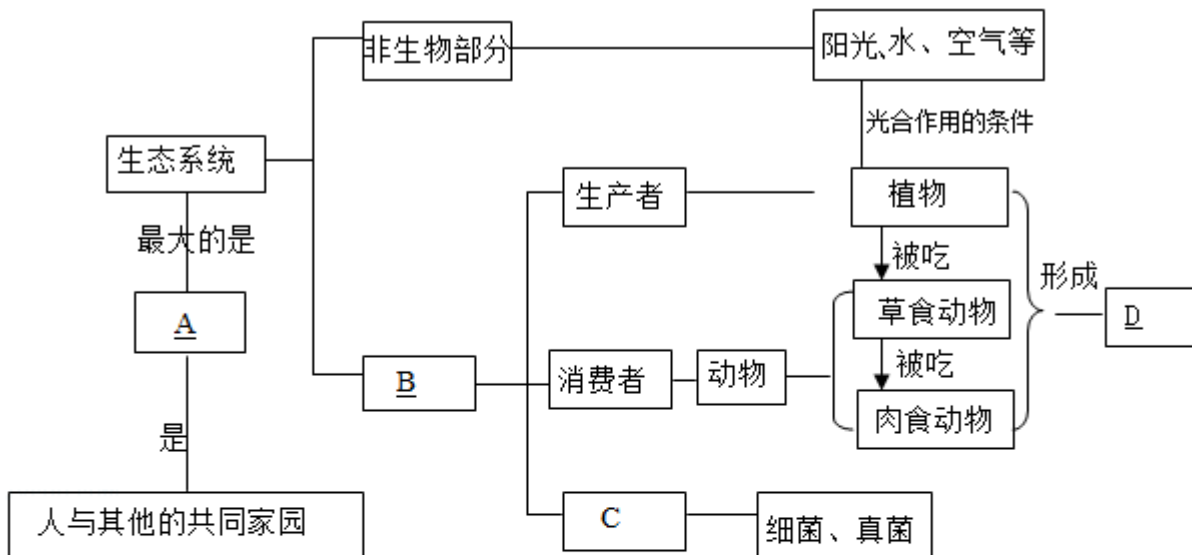 非生物部分
阳光、水、空气等
光合作用的条件
生态系统
生产者
植物
最大的是
被吃
形成
A
草食动物
D
B
消费者
动物
被吃
肉食动物
是
人与其他的共同家园
C
细菌、真菌